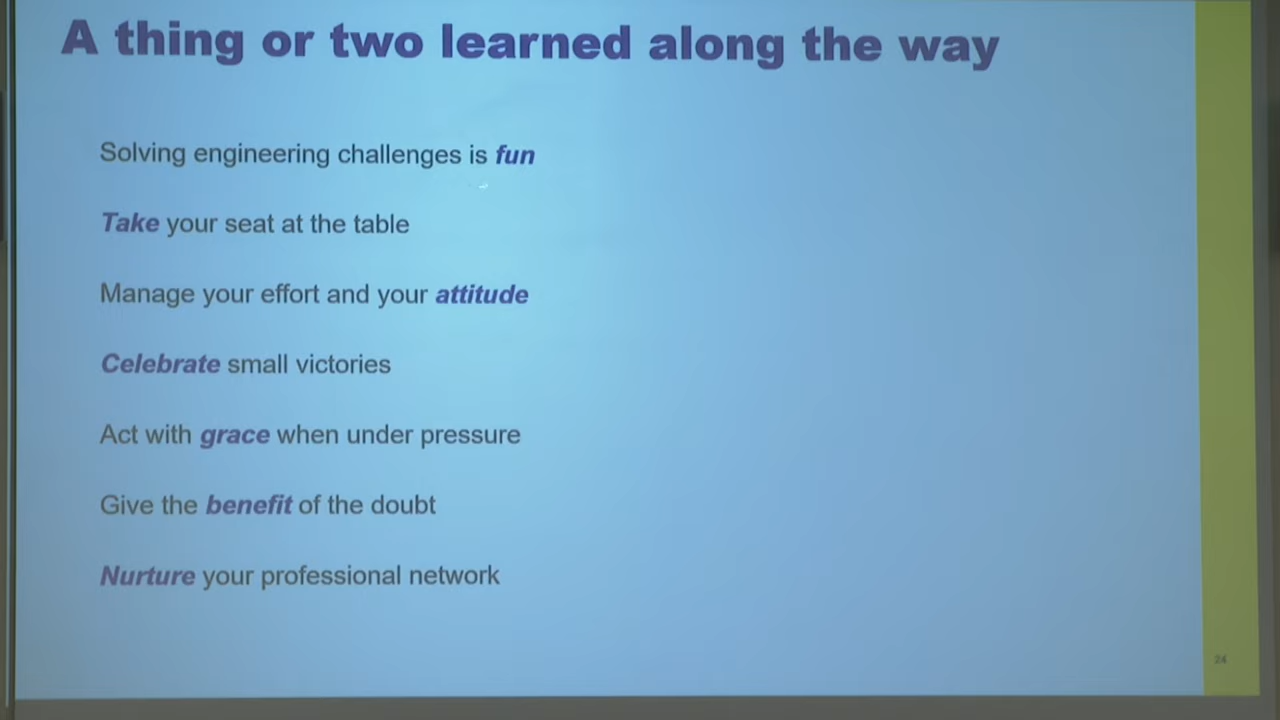 A thing or two learned along the way
Solving engineering challenges is fun
Take your seat at the table
Manage your effort and your attitude
Celebrate small victories
Act with grace when under pressure
Give the benefit of the doubt
Nurture your professional network
24